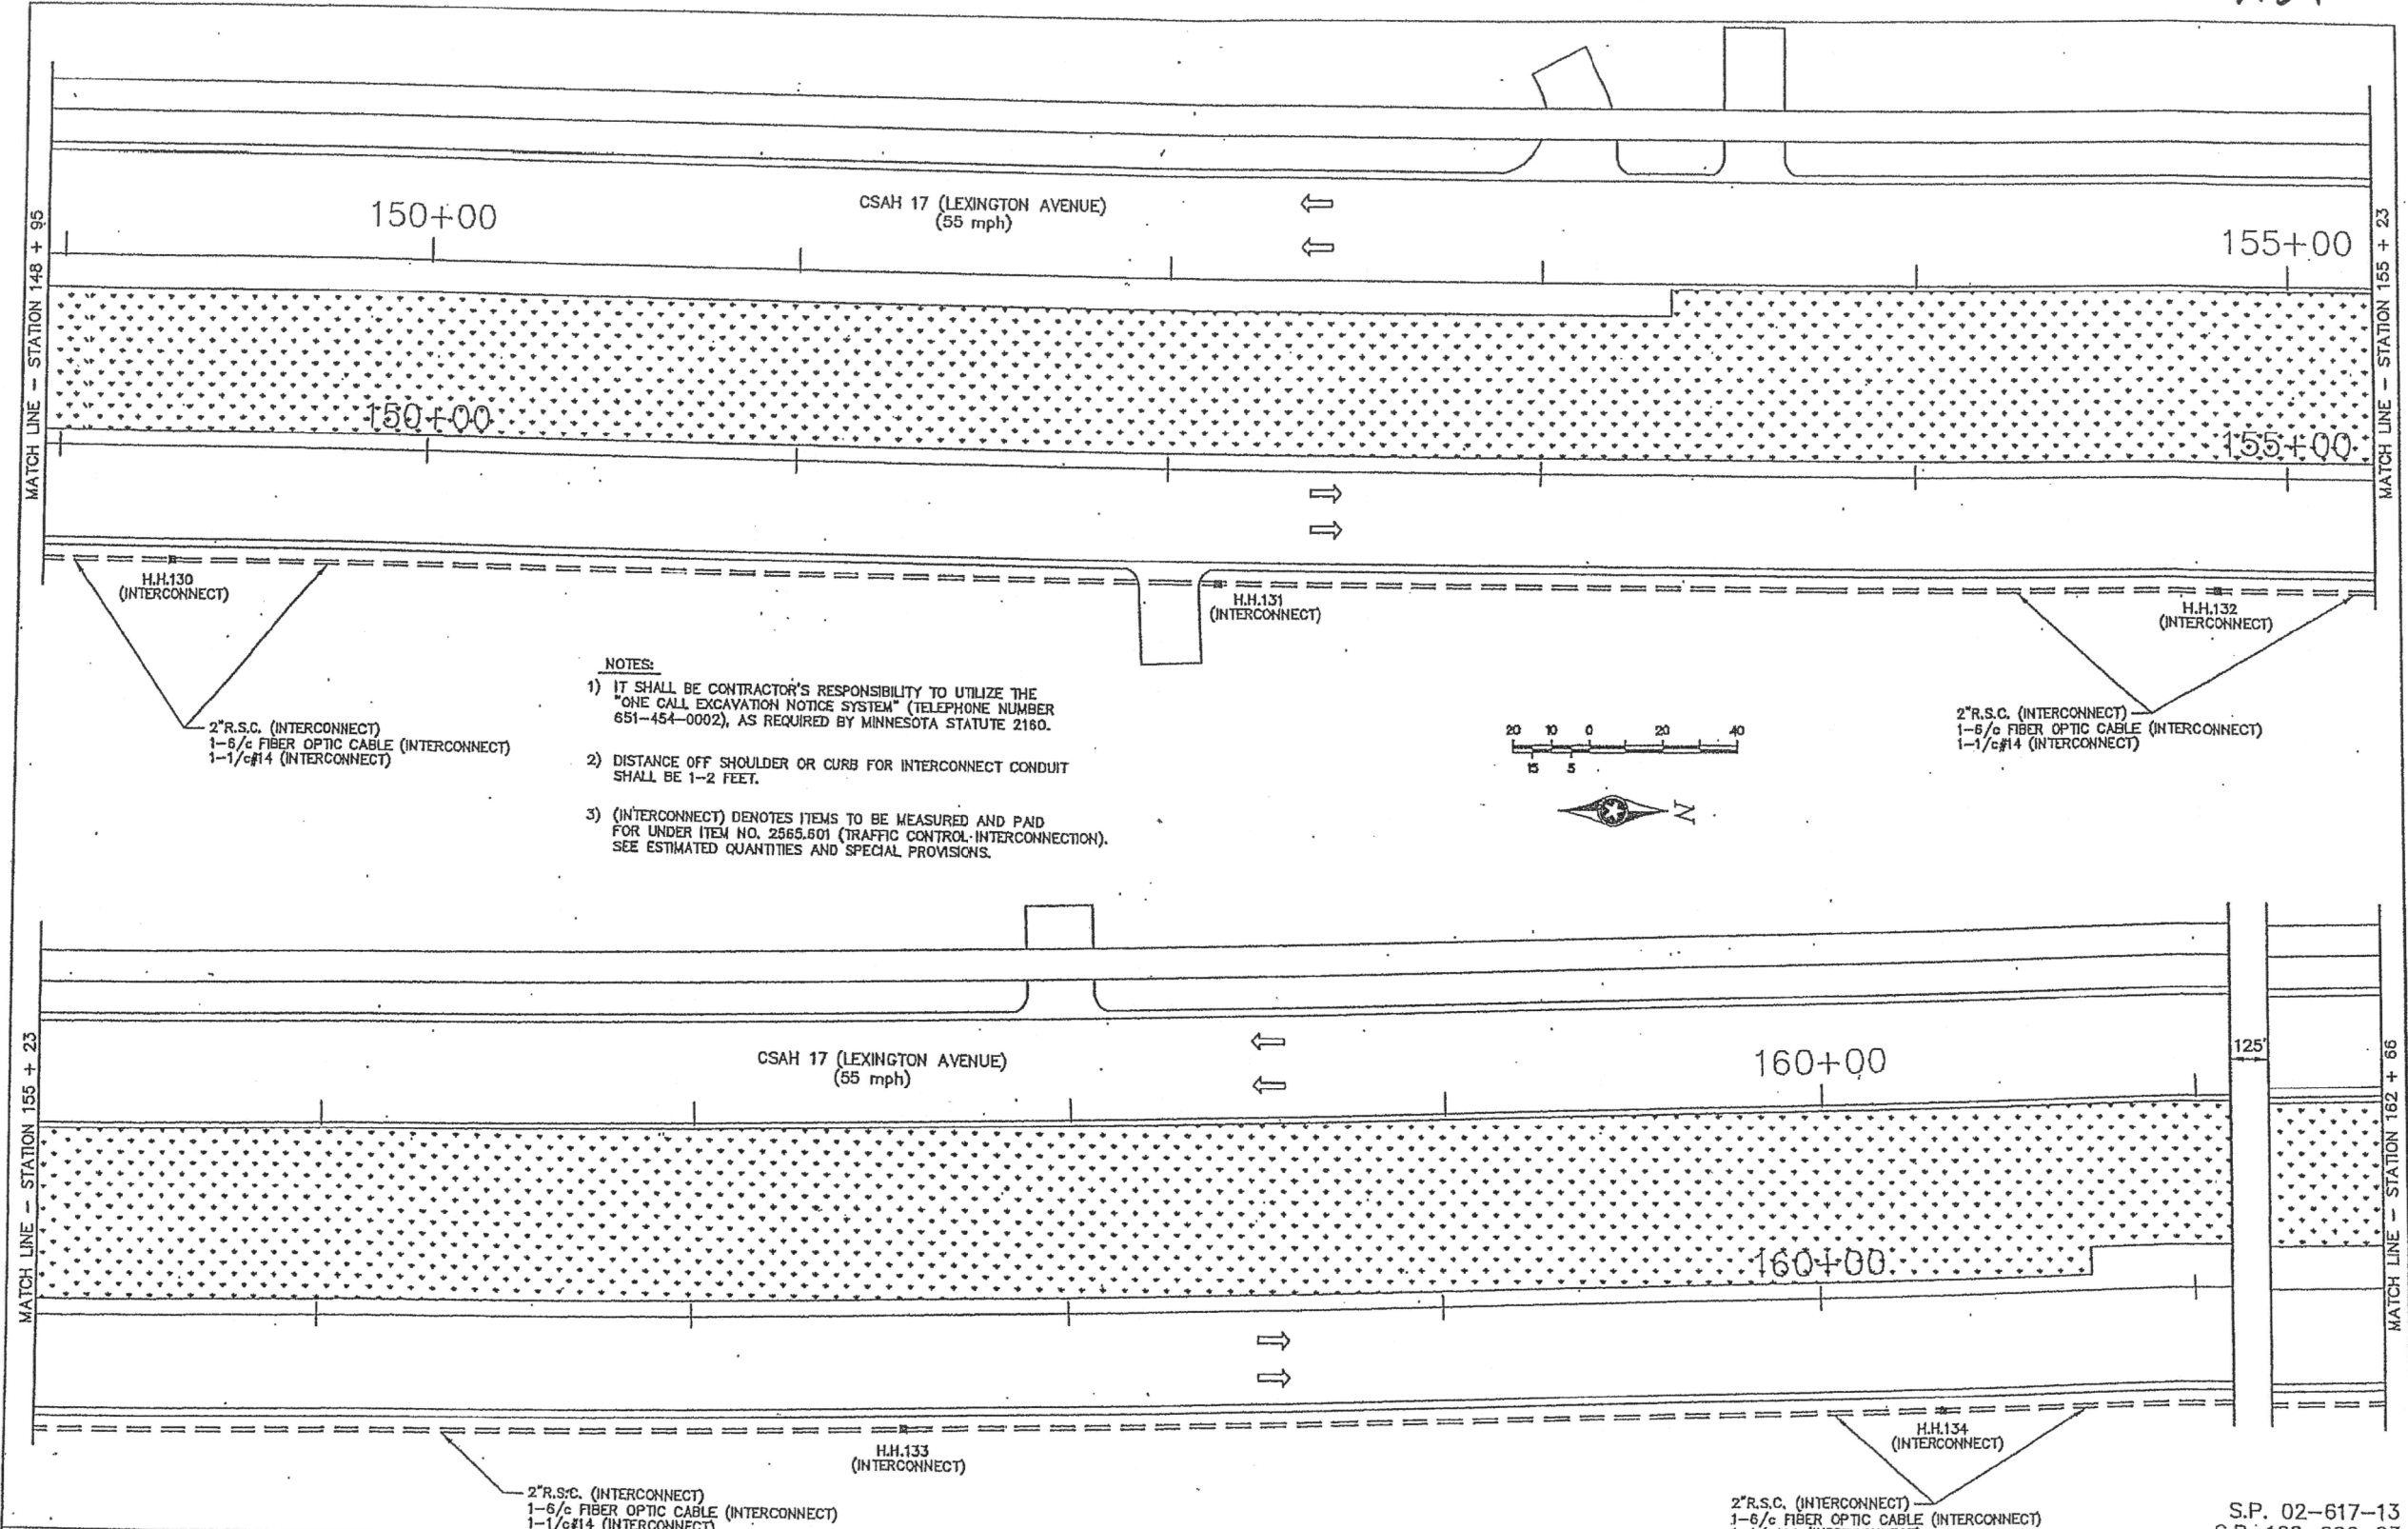 MATCH LINE - STATION 148 + 95
150+00
CSAH 17 (LEXINGTON AVENUE)
(55 mph)
155+00
MATCH LINE - STATION 155 + 23
150+00
155+00
H.H.130
(INTERCONNECT)
H.H.131
(INTERCONNECT)
H.H.132
(INTERCONNECT)
2"R.S.C. (INTERCONNECT)
1-6/c FIBER OPTIC CABLE (INTERCONNECT)
1-1/c#14 (INTERCONNECT)
NOTES:
1) IT SHALL BE CONTRACTOR'S RESPONSIBILITY TO UTILIZE THE
"ONE CALL EXCAVATION NOTICE SYSTEM" (TELEPHONE NUMBER
651-454-0002), AS REQUIRED BY MINNESOTA STATUTE 2160.
2) DISTANCE OFF SHOULDER OR CURB FOR INTERCONNECT CONDUIT
SHALL BE 1-2 FEET.
3) (INTERCONNECT) DENOTES ITEMS TO BE MEASURED AND PAID
FOR UNDER ITEM NO. 2565.601 (TRAFFIC CONTROL INTERCONNECTION).
SEE ESTIMATED QUANTITIES AND SPECIAL PROVISIONS.
20 10 0 20 40
15 5
N
2"R.S.C. (INTERCONNECT)
1-6/c FIBER OPTIC CABLE (INTERCONNECT)
1-1/c#14 (INTERCONNECT)
MATCH LINE - STATION 155 + 23
CSAH 17 (LEXINGTON AVENUE)
(55 mph)
160+00
125'
MATCH LINE - STATION 162 + 66
160+00
H.H.133
(INTERCONNECT)
H.H.134
(INTERCONNECT)
2"R.S.C. (INTERCONNECT)
1-6/c FIBER OPTIC CABLE (INTERCONNECT)
1-1/c#14 (INTERCONNECT)
2"R.S.C. (INTERCONNECT)
1-6/c FIBER OPTIC CABLE (INTERCONNECT)
S.P. 02-617-13